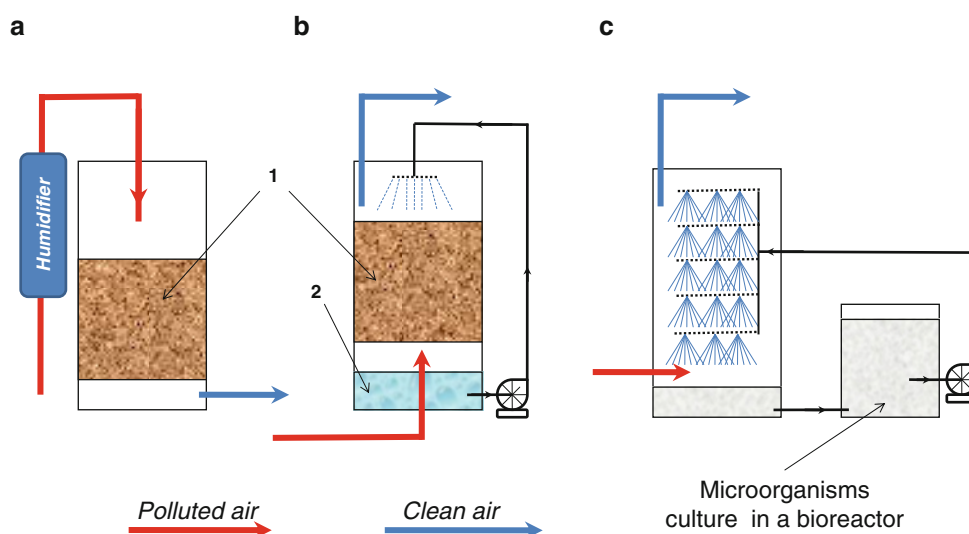 a
b
c
Humidifier
1
2
Microorganisms
culture in a bioreactor
Polluted air
Clean air